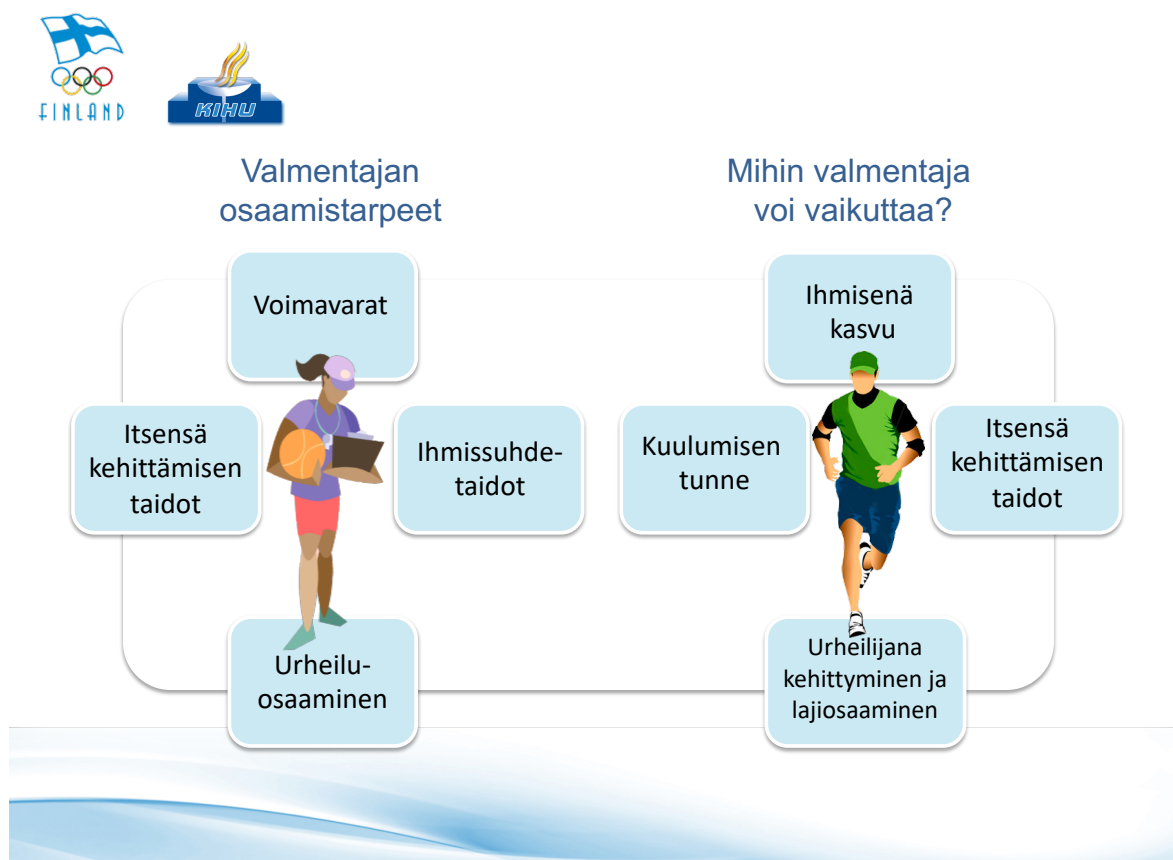 FINLAND
KIHU
Valmentajan
osaamistarpeet
Mihin valmentaja
voi vaikuttaa?
Voimavarat
Itsensä
kehittämisen
taidot
Ihmissuhde-
taidot
Urheilu-
osaaminen
Ihmisenä
kasvu
Kuulumisen
tunne
Itsensä
kehittämisen
taidot
Urheilijana
kehittyminen ja
lajiosaaminen